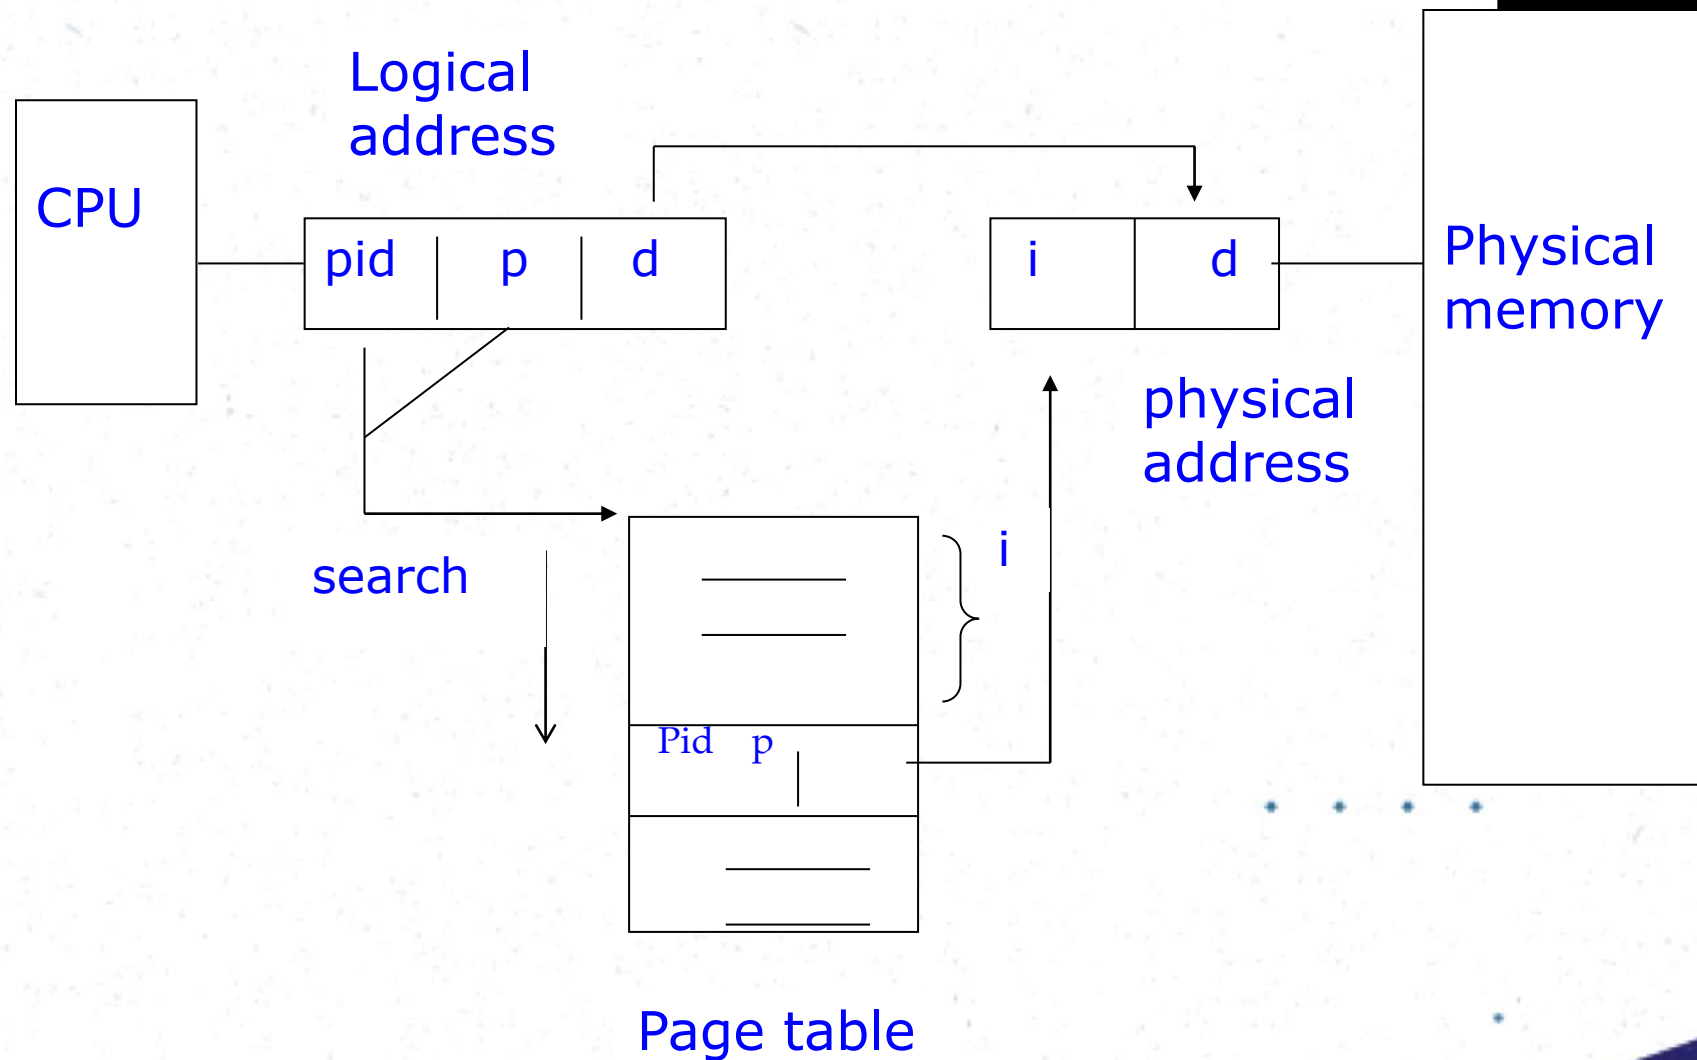 Logical
address
CPU
pid p d
i d
Physical
memory
physical
address
i
search
Pid p
Page table